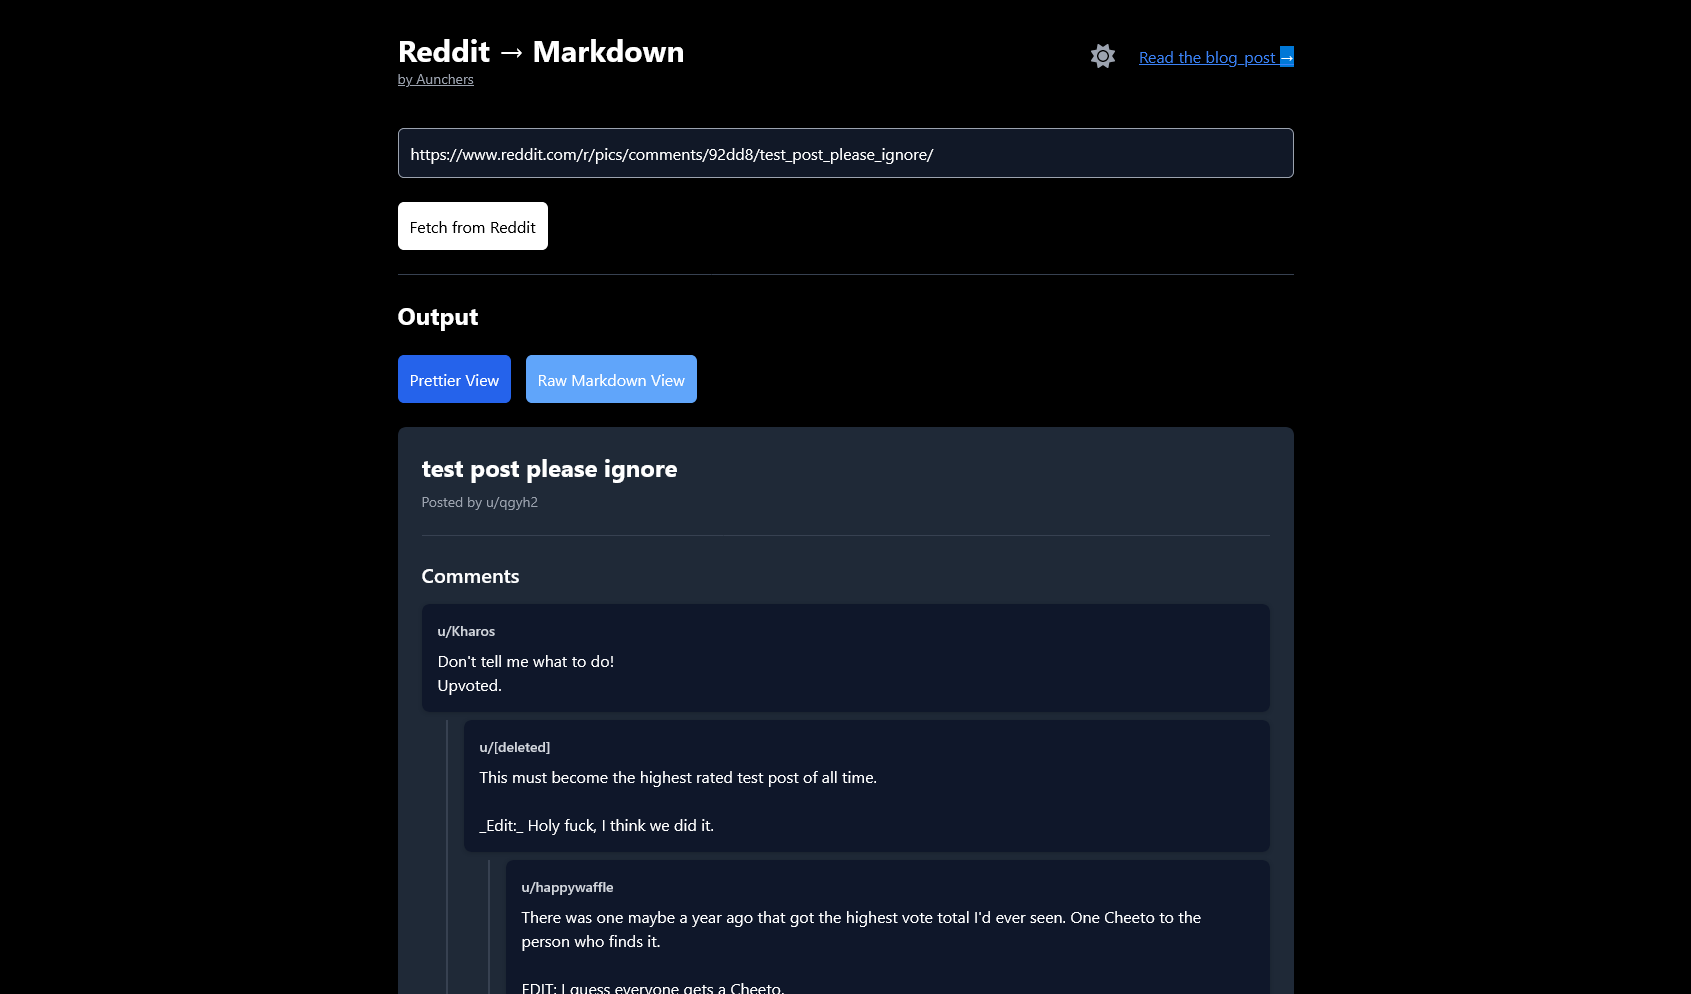 Reddit → Markdown
by Aunchers
Read the blog post →
https://www.reddit.com/r/pics/comments/92dd8/test_post_please_ignore/
Fetch from Reddit
Output
Prettier View
Raw Markdown View
test post please ignore
Posted by u/qgyh2
Comments
u/Kharos
Don't tell me what to do!
Upvoted.
u/[deleted]
This must become the highest rated test post of all time.
_Edit:_ Holy fuck, I think we did it.
u/happywaffle
There was one maybe a year ago that got the highest vote total I'd ever seen. One Cheeto to the
person who finds it.
EDIT: I guess everyone gets a Cheeto.